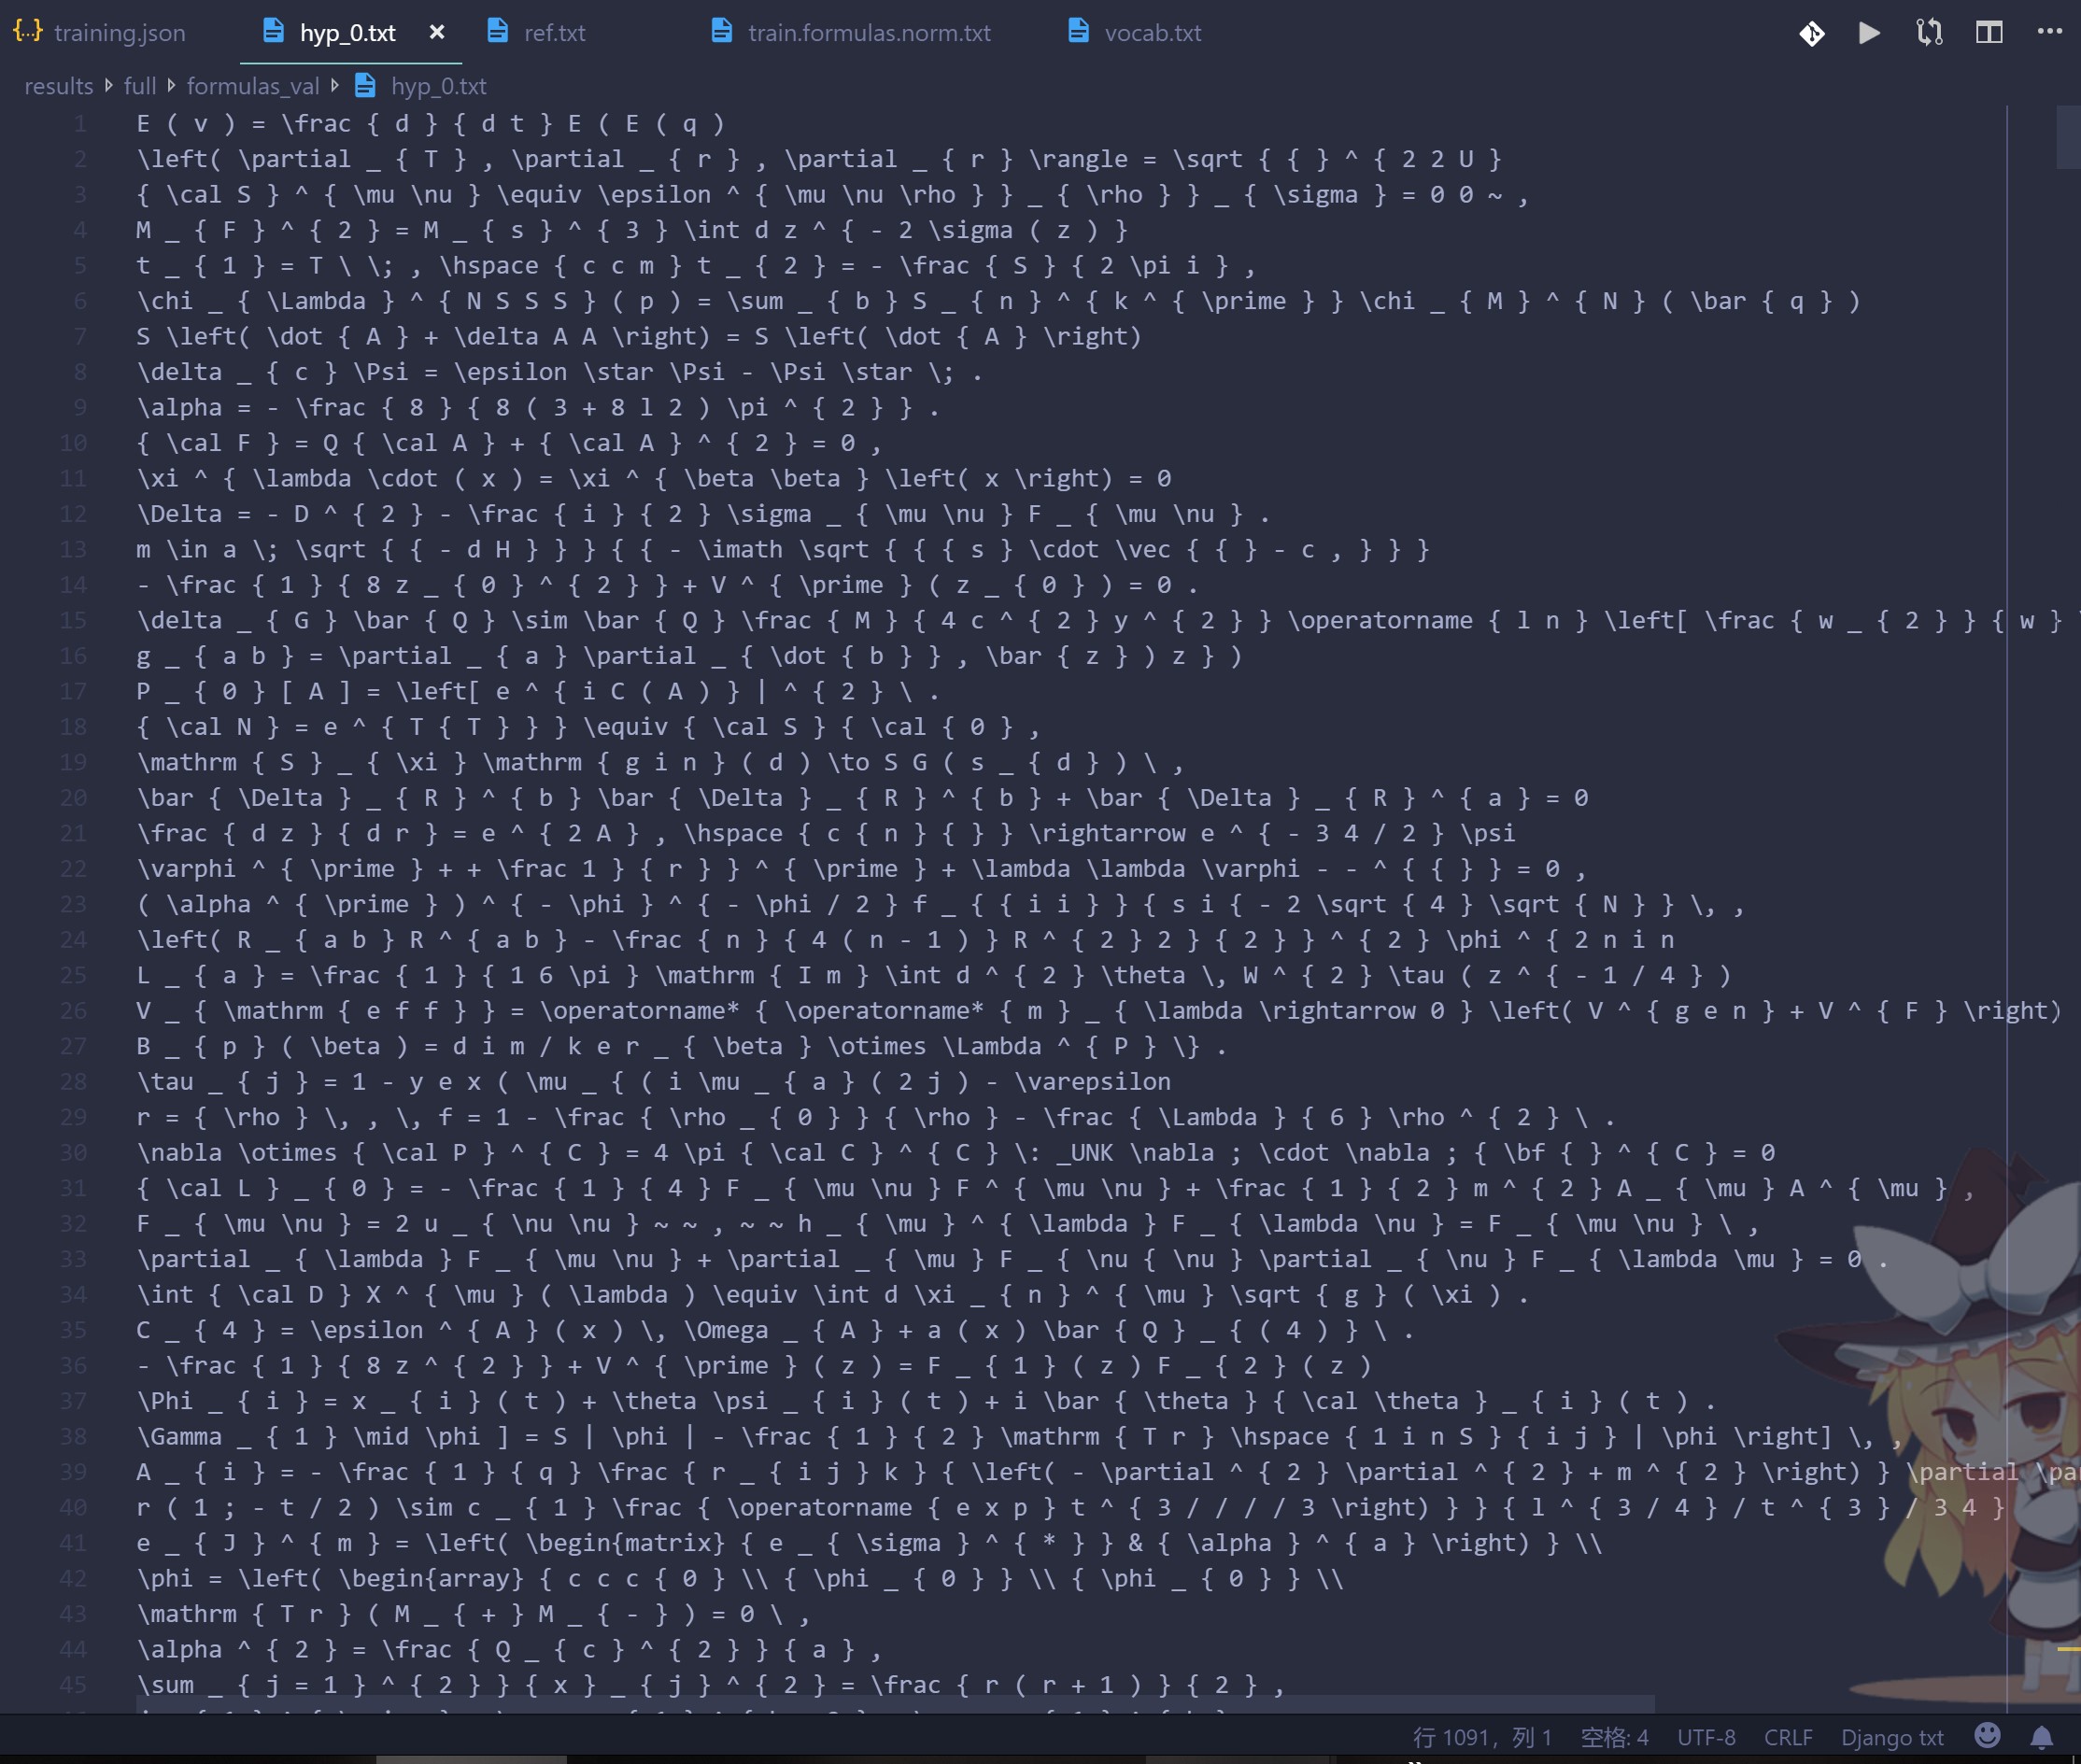 {..} training.json hyp_0.txt × ref.txt train.formulas.norm.txt vocab.txt
results full formulas_val hyp_0.txt
1 E ( v ) = \frac { d } { d t } E ( E ( q )
2 \left( \partial _ { T } , \partial _ { r } , \partial _ { r } \rangle = \sqrt { { } ^ { 2 2 U }
3 { \cal S } ^ { \mu \nu } \equiv \epsilon ^ { \mu \nu \rho } } _ { \rho } } _ { \sigma } = 0 0 ~ ,
4 M _ { F } ^ { 2 } = M _ { s } ^ { 3 } \int d z ^ { - 2 \sigma ( z ) }
5 t _ { 1 } = T \ \; , \hspace { c c m } t _ { 2 } = - \frac { S } { 2 \pi i } ,
6 \chi _ { \Lambda } ^ { N S S S } ( p ) = \sum _ { b } S _ { n } ^ { k ^ { \prime } } \chi _ { M } ^ { N } ( \bar { q } )
7 S \left( \dot { A } + \delta A A \right) = S \left( \dot { A } \right)
8 \delta _ { c } \Psi = \epsilon \star \Psi - \Psi \star \; .
9 \alpha = - \frac { 8 } { 8 ( 3 + 8 l 2 ) \pi ^ { 2 } } .
10 { \cal F } = Q { \cal A } + { \cal A } ^ { 2 } = 0 ,
11 \xi ^ { \lambda \cdot ( x ) = \xi ^ { \beta \beta } \left( x \right) = 0
12 \Delta = - D ^ { 2 } - \frac { i } { 2 } \sigma _ { \mu \nu } F _ { \mu \nu } .
13 m \in a \; \sqrt { { - d H } } } { { - \imath \sqrt { { { s } \cdot \vec { { } - c , } } }
14 - \frac { 1 } { 8 z _ { 0 } ^ { 2 } } + V ^ { \prime } ( z _ { 0 } ) = 0 .
15 \delta _ { G } \bar { Q } \sim \bar { Q } \frac { M } { 4 c ^ { 2 } y ^ { 2 } } \operatorname { l n } \left[ \frac { w _ { 2 } } { w }
16 g _ { a b } = \partial _ { a } \partial _ { \dot { b } } , \bar { z } ) z } )
17 P _ { 0 } [ A ] = \left[ e ^ { i C ( A ) } | ^ { 2 } \ .
18 { \cal N } = e ^ { T { T } } } \equiv { \cal S } { \cal { 0 } ,
19 \mathrm { S } _ { \xi } \mathrm { g i n } ( d ) \to S G ( s _ { d } ) \ ,
20 \bar { \Delta } _ { R } ^ { b } \bar { \Delta } _ { R } ^ { b } + \bar { \Delta } _ { R } ^ { a } = 0
21 \frac { d z } { d r } = e ^ { 2 A } , \hspace { c { n } { } } \rightarrow e ^ { - 3 4 / 2 } \psi
22 \varphi ^ { \prime } + + \frac 1 } { r } } ^ { \prime } + \lambda \lambda \varphi - - ^ { { } } = 0 ,
23 ( \alpha ^ { \prime } ) ^ { - \phi } ^ { - \phi / 2 } f _ { { i i } } { s i { - 2 \sqrt { 4 } \sqrt { N } } \, ,
24 \left( R _ { a b } R ^ { a b } - \frac { n } { 4 ( n - 1 ) } R ^ { 2 } 2 } { 2 } } ^ { 2 } \phi ^ { 2 n i n
25 L _ { a } = \frac { 1 } { 1 6 \pi } \mathrm { I m } \int d ^ { 2 } \theta \, W ^ { 2 } \tau ( z ^ { - 1 / 4 } )
26 V _ { \mathrm { e f f } } = \operatorname* { \operatorname* { m } _ { \lambda \rightarrow 0 } \left( V ^ { g e n } + V ^ { F } \right)
27 B _ { p } ( \beta ) = d i m / k e r _ { \beta } \otimes \Lambda ^ { P } \} .
28 \tau _ { j } = 1 - y e x ( \mu _ { ( i \mu _ { a } ( 2 j ) - \varepsilon
29 r = { \rho } \, , \, f = 1 - \frac { \rho _ { 0 } } { \rho } - \frac { \Lambda } { 6 } \rho ^ { 2 } \ .
30 \nabla \otimes { \cal P } ^ { C } = 4 \pi { \cal C } ^ { C } \: _UNK \nabla ; \cdot \nabla ; { \bf { } ^ { C } = 0
31 { \cal L } _ { 0 } = - \frac { 1 } { 4 } F _ { \mu \nu } F ^ { \mu \nu } + \frac { 1 } { 2 } m ^ { 2 } A _ { \mu } A ^ { \mu } ,
32 F _ { \mu \nu } = 2 u _ { \nu \nu } ~ ~ , ~ ~ h _ { \mu } ^ { \lambda } F _ { \lambda \nu } = F _ { \mu \nu } \ ,
33 \partial _ { \lambda } F _ { \mu \nu } + \partial _ { \mu } F _ { \nu { \nu } \partial _ { \nu } F _ { \lambda \mu } = 0 .
34 \int { \cal D } X ^ { \mu } ( \lambda ) \equiv \int d \xi _ { n } ^ { \mu } \sqrt { g } ( \xi ) .
35 C _ { 4 } = \epsilon ^ { A } ( x ) \, \Omega _ { A } + a ( x ) \bar { Q } _ { ( 4 ) } \ .
36 - \frac { 1 } { 8 z ^ { 2 } } + V ^ { \prime } ( z ) = F _ { 1 } ( z ) F _ { 2 } ( z )
37 \Phi _ { i } = x _ { i } ( t ) + \theta \psi _ { i } ( t ) + i \bar { \theta } { \cal \theta } _ { i } ( t ) .
38 \Gamma _ { 1 } \mid \phi ] = S | \phi | - \frac { 1 } { 2 } \mathrm { T r } \hspace { 1 i n S } { i j } | \phi \right] \, ,
39 A _ { i } = - \frac { 1 } { q } \frac { r _ { i j } k } { \left( - \partial ^ { 2 } \partial ^ { 2 } + m ^ { 2 } \right) } \partial \pa
40 r ( 1 ; - t / 2 ) \sim c _ { 1 } \frac { \operatorname { e x p } t ^ { 3 / / / / 3 \right) } } { l ^ { 3 / 4 } / t ^ { 3 } / 3 4 }
41 e _ { J } ^ { m } = \left( \begin{matrix} { e _ { \sigma } ^ { * } } & { \alpha } ^ { a } \right) } \\
42 \phi = \left( \begin{array} { c c c { 0 } \\ { \phi _ { 0 } } \\ { \phi _ { 0 } } \\
43 \mathrm { T r } ( M _ { + } M _ { - } ) = 0 \ ,
44 \alpha ^ { 2 } = \frac { Q _ { c } ^ { 2 } } { a } ,
45 \sum _ { j = 1 } ^ { 2 } } { x } _ { j } ^ { 2 } = \frac { r ( r + 1 ) } { 2 } ,
行 1091, 列 1 空格: 4 UTF-8 CRLF Django txt